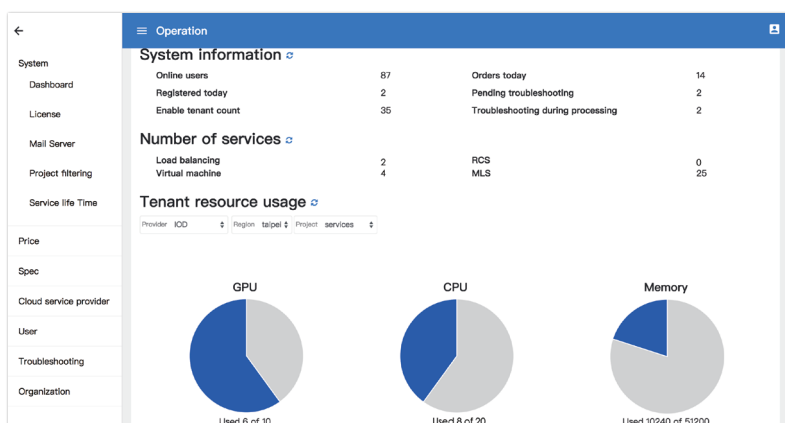 Operation
System
Dashboard
License
Mail Server
Project filtering
Service life Time
Price
Spec
Cloud service provider
User
Troubleshooting
Organization
System information
Online users 87 Orders today 14
Registered today 2 Pending troubleshooting 2
Enable tenant count 35 Troubleshooting during processing 2
Number of services
Load balancing 2 RCS 0
Virtual machine 4 MLS 25
Tenant resource usage
Provider IOD Region taipei Project services
GPU CPU Memory
Used 6 of 10 Used 8 of 20 Used 10240 of 51200